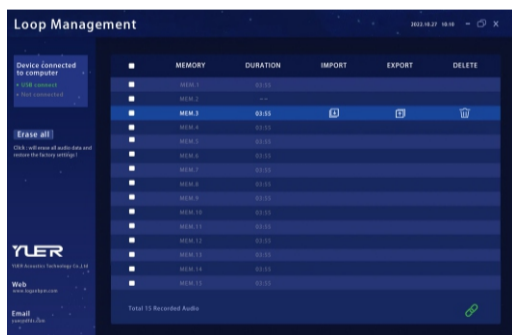 Loop Management
2022.10.27 10:10
Device connected
to computer
USB connect
Not connected
Erase all
Click : will erase all audio data and
restore the factory settings !
YUER
YUER Acoustics Technology Co.,Ltd
Web
Email
MEMORY DURATION IMPORT EXPORT DELETE
MEM.1 03:55
MEM.2 --
MEM.3 03:55
MEM.4 03:55
MEM.5 03:55
MEM.6 03:55
MEM.7 03:55
MEM.8 03:55
MEM.9 03:55
MEM.10 03:55
MEM.11 03:55
MEM.12 03:55
MEM.13 03:55
MEM.14 03:55
MEM.15 03:55
Total 15 Recorded Audio